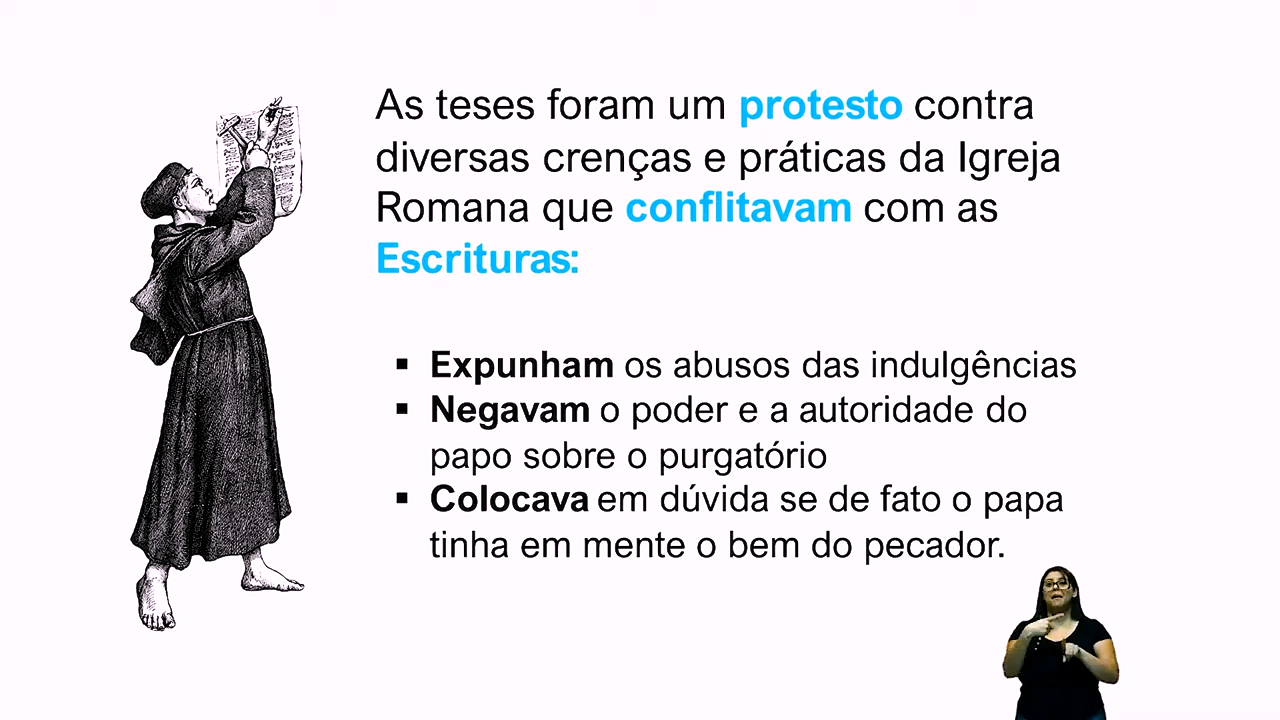 As teses foram um protesto contra
diversas crenças e práticas da Igreja
Romana que conflitavam com as
Escrituras:
▪ Expunham os abusos das indulgências
▪ Negavam o poder e a autoridade do
papo sobre o purgatório
▪ Colocava em dúvida se de fato o papa
tinha em mente o bem do pecador.